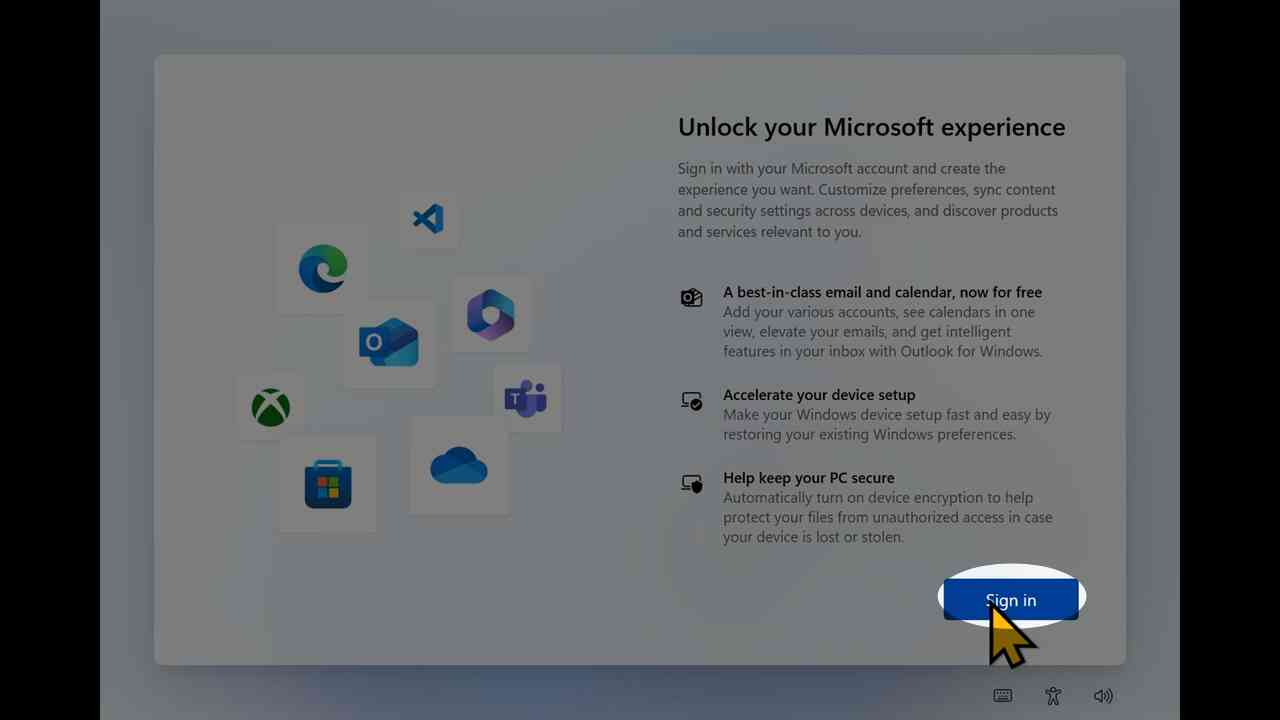 Unlock your Microsoft experience
Sign in with your Microsoft account and create the
experience you want. Customize preferences, sync content
and security settings across devices, and discover products
and services relevant to you.
A best-in-class email and calendar, now for free
Add your various accounts, see calendars in one
view, elevate your emails, and get intelligent
features in your inbox with Outlook for Windows.
Accelerate your device setup
Make your Windows device setup fast and easy by
restoring your existing Windows preferences.
Help keep your PC secure
Automatically turn on device encryption to help
protect your files from unauthorized access in case
your device is lost or stolen.
Sign in